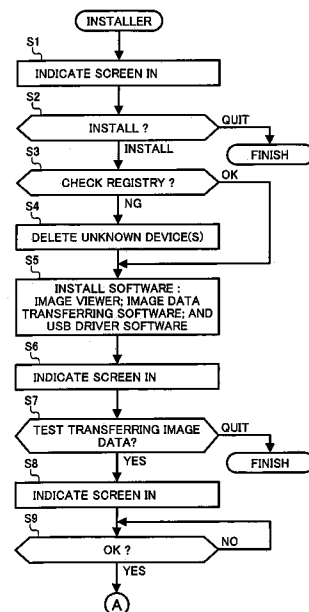 INSTALLER
S1
INDICATE SCREEN IN
S2
INSTALL ?
QUIT
INSTALL
FINISH
S3
CHECK REGISTRY ?
OK
NG
S4
DELETE UNKNOWN DEVICE(S)
S5
INSTALL SOFTWARE :
IMAGE VIEWER; IMAGE DATA
TRANSFERRING SOFTWARE; AND
USB DRIVER SOFTWARE
S6
INDICATE SCREEN IN
S7
TEST TRANSFERRING IMAGE
DATA?
QUIT
YES
FINISH
S8
INDICATE SCREEN IN
S9
OK ?
NO
YES
A